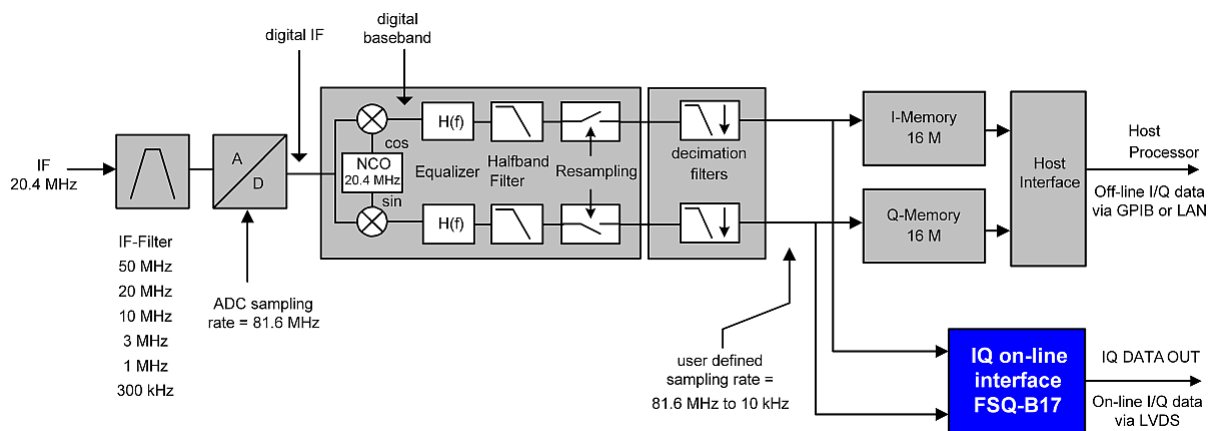 digital IF
digital
baseband
IF
20.4 MHz
A
D
cos
NCO
20.4 MHz
sin
H(f)
H(f)
Equalizer
Halfband
Filter
Resampling
decimation
filters
I-Memory
16 M
Q-Memory
16 M
Host
Interface
Host
Processor
Off-line I/Q data
via GPIB or LAN
IF-Filter
50 MHz
20 MHz
10 MHz
3 MHz
1 MHz
300 kHz
ADC sampling
rate = 81.6 MHz
user defined
sampling rate =
81.6 MHz to 10 kHz
IQ on-line
interface
FSQ-B17
IQ DATA OUT
On-line I/Q data
via LVDS